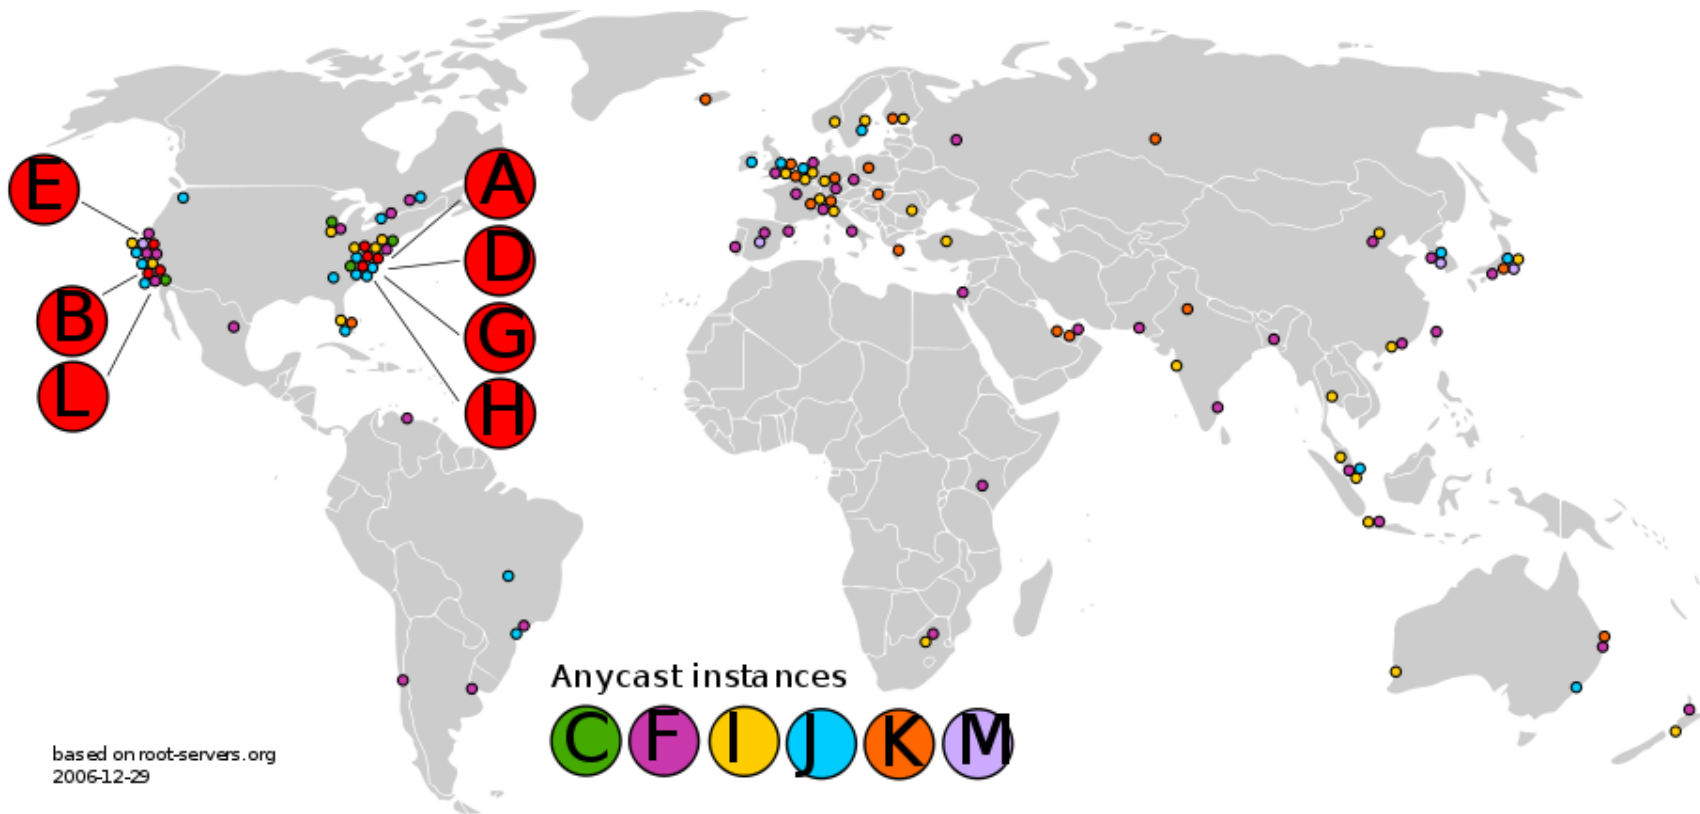 E
A
D
B
G
L
H
Anycast instances
C F I J K M
based on root-servers.org
2006-12-29